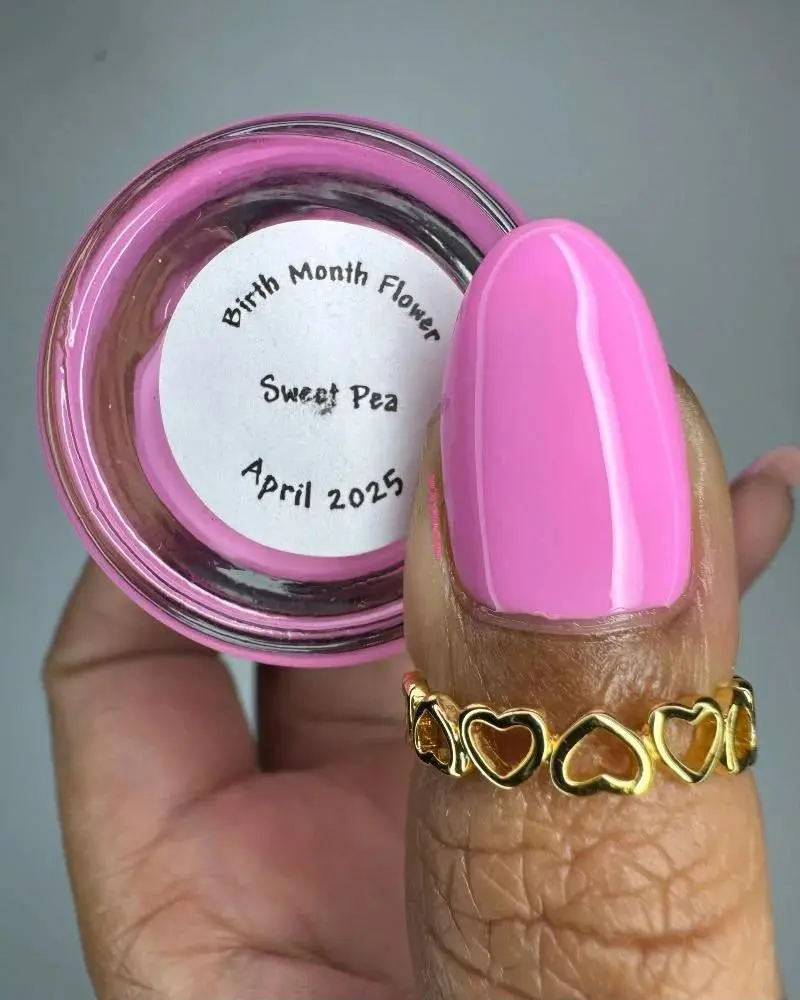 Birth Month Flower
Sweet Pea
April 2025